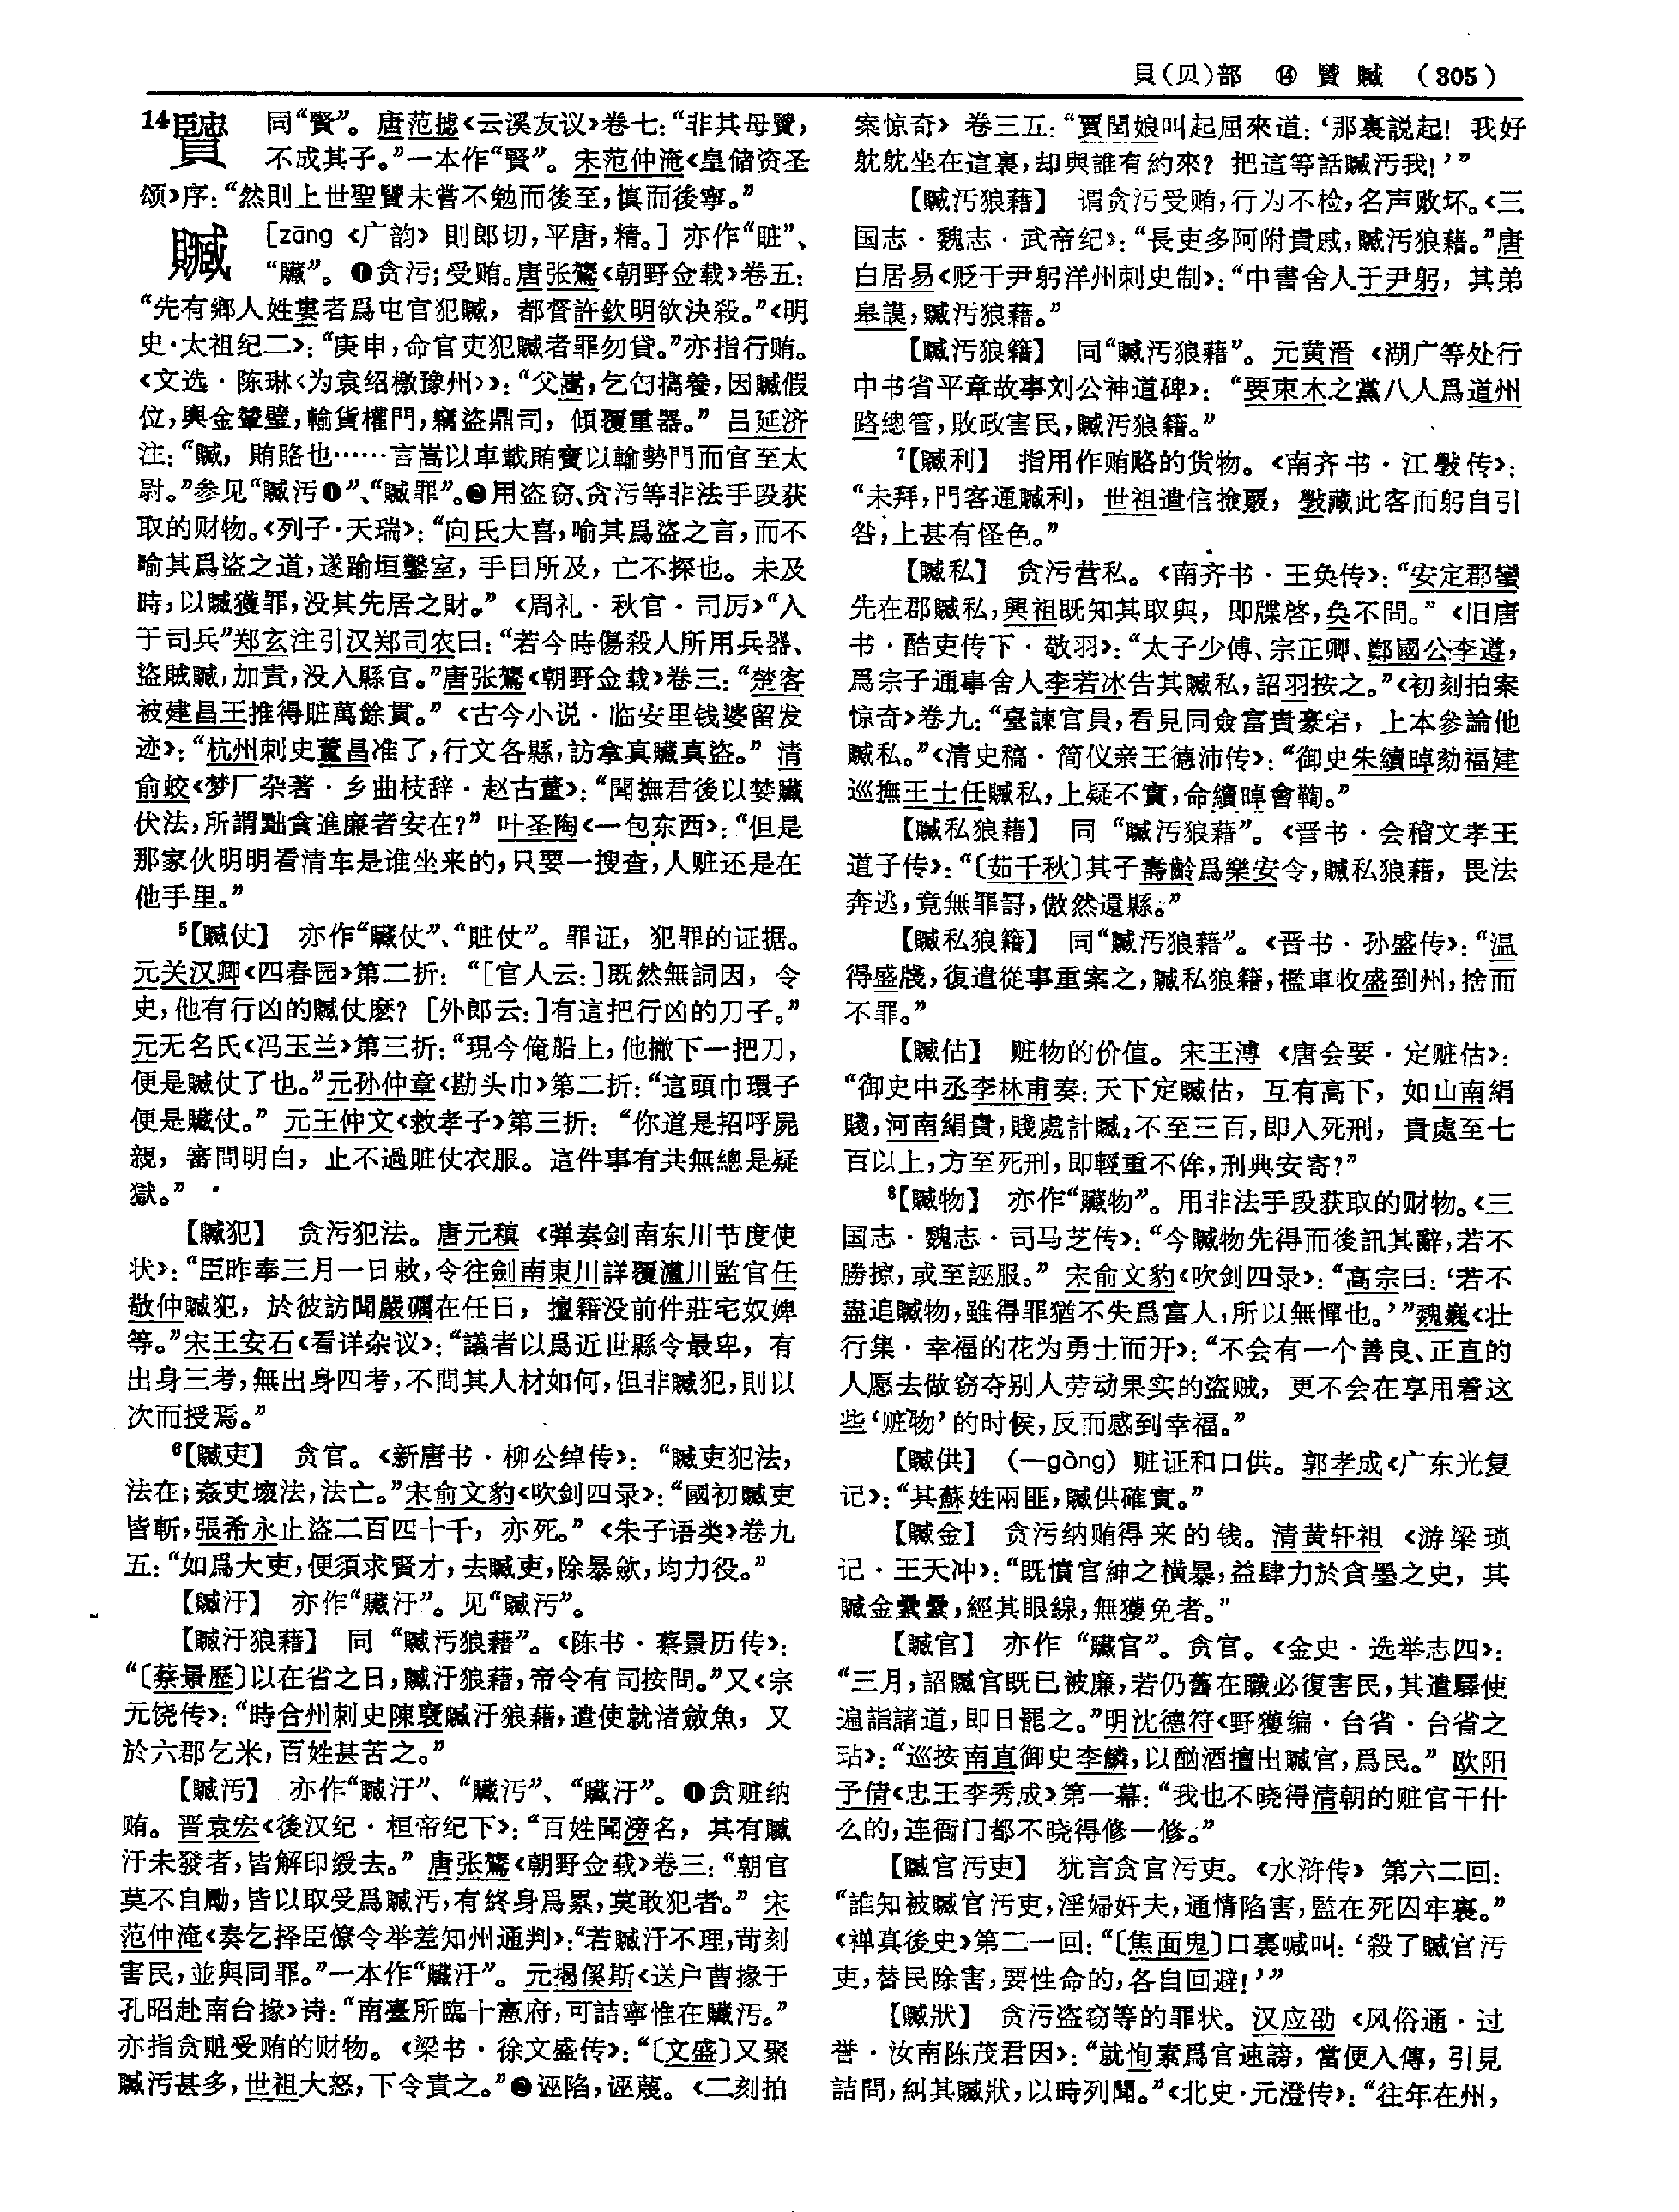 貝(贝)部 ⑭ 贒 贓 (305)
14贒 同“賢”。唐范摅《云溪友议》卷七:“非其母贒,
不成其子。”一本作“賢”。宋范仲淹《皇储资圣
颂》序:“然則上世聖贒未嘗不勉而後至,慎而後寧。”
贓 [zāng《广韵》則郎切,平唐,精。]亦作“赃”、
“臟”。❶贪污;受贿。唐张鷟《朝野佥载》卷五:
“先有鄉人姓婁者爲屯官犯贓,都督許欽明欲決殺。”《明
史·太祖纪二》:“庚申,命官吏犯贓者罪勿貸。”亦指行贿。
《文选·陈琳〈为袁绍檄豫州〉》:“父嵩,乞匄攜養,因贓假
位,輿金輦璧,輸貨權門,竊盜鼎司,傾覆重器。”吕延济
注:“贓,賄賂也……言嵩以車載賄寶以輸勢門而官至太
尉。”参见“贓污❶”、“贓罪”。❷用盗窃、贪污等非法手段获
取的财物。《列子·天瑞》:“向氏大喜,喻其爲盜之言,而不
喻其爲盜之道,遂踰垣鑿室,手目所及,亡不探也。未及
時,以贓獲罪,没其先居之財。”《周礼·秋官·司厉》“入
于司兵”郑玄注引汉郑司农曰:“若今時傷殺人所用兵器、
盜賊贓,加責,没入縣官。”唐张鷟《朝野佥载》卷三:“楚客
被建昌王推得赃萬餘貫。”《古今小说·临安里钱婆留发
迹》:“杭州刺史董昌准了,行文各縣,訪拿真贓真盜。”清
俞蛟《梦厂杂著·乡曲枝辞·赵古董》:“聞撫君後以婪贓
伏法,所謂黜貪進廉者安在?”叶圣陶《一包东西》:“但是
那家伙明明看清车是谁坐来的,只要一搜查,人赃还是在
他手里。”
5【贓仗】 亦作“臟仗”、“赃仗”。罪证,犯罪的证据。
元关汉卿《四春园》第二折:“[官人云:]既然無詞因,令
史,他有行凶的贓仗麽?[外郎云:]有這把行凶的刀子。”
元无名氏《冯玉兰》第三折:“現今俺船上,他撇下一把刀,
便是贓仗了也。”元孙仲章《勘头巾》第二折:“這頭巾環子
便是臟仗。”元王仲文《救孝子》第三折:“你道是招呼屍
親,審問明白,止不過赃仗衣服。這件事有共無總是疑
獄。”
【贓犯】 贪污犯法。唐元稹《弹奏剑南东川节度使
状》:“臣昨奉三月一日敕,令往劍南東川詳覆瀘川監官任
敬仲贓犯,於彼訪聞嚴礪在任日,擅籍没前件莊宅奴婢
等。”宋王安石《看详杂议》:“議者以爲近世縣令最卑,有
出身三考,無出身四考,不問其人材如何,但非贓犯,則以
次而授焉。”
6【贓吏】 贪官。《新唐书·柳公绰传》:“贓吏犯法,
法在;姦吏壞法,法亡。”宋俞文豹《吹剑四录》:“國初贓吏
皆斬,張希永止盜二百四十千,亦死。”《朱子语类》卷九
五:“如爲大吏,便須求賢才,去贓吏,除暴歛,均力役。”
【贓汙】 亦作“臟汙”。见“贓污”。
【贓汙狼藉】 同“贓污狼藉”。《陈书·蔡景历传》:
“〔蔡景歷〕以在省之日,贓汙狼藉,帝令有司按問。”又《宗
元饶传》:“時合州刺史陳裒贓汙狼藉,遣使就渚斂魚,又
於六郡乞米,百姓甚苦之。”
【贓污】 亦作“贓汙”、“臟污”、“臟汙”。❶贪赃纳
贿。晋袁宏《後汉纪·桓帝纪下》:“百姓聞滂名,其有贓
汙未發者,皆解印綬去。”唐张鷟《朝野佥载》卷三:“朝官
莫不自勵,皆以取受爲贓污,有終身爲累,莫敢犯者。”宋
范仲淹《奏乞择臣僚令举差知州通判》:“若贓汙不理,苛刻
害民,並與同罪。”一本作“臟汙”。元揭傒斯《送户曹掾于
孔昭赴南台掾》诗:“南臺所臨十憲府,可詰寧惟在臟污。”
亦指贪赃受贿的财物。《梁书·徐文盛传》:“〔文盛〕又聚
贓污甚多,世祖大怒,下令責之。”❷诬陷,诬蔑。《二刻拍
案惊奇》卷三五:“賈閏娘叫起屈來道:‘那裏説起!我好
躭躭坐在這裏,却與誰有約來?把這等話贓污我!’”
【贓污狼藉】 谓贪污受贿,行为不检,名声败坏。《三
国志·魏志·武帝纪》:“長吏多阿附貴戚,贓污狼藉。”唐
白居易《贬于尹躬洋州刺史制》:“中書舍人于尹躬,其弟
皋謨,贓污狼藉。”
【贓污狼籍】 同“贓污狼藉”。元黄溍《湖广等处行
中书省平章故事刘公神道碑》:“要束木之黨八人爲道州
路總管,敗政害民,贓污狼籍。”
7【贓利】 指用作贿赂的货物。《南齐书·江斅传》:
“未拜,門客通贓利,世祖遣信撿覈,斅藏此客而躬自引
咎,上甚有怪色。”
【贓私】 贪污营私。《南齐书·王奂传》:“安定郡蠻
先在郡贓私,興祖既知其取與,即牒啓,奐不問。”《旧唐
书·酷吏传下·敬羽》:“太子少傅、宗正卿、鄭國公李遵,
爲宗子通事舍人李若冰告其贓私,詔羽按之。”《初刻拍案
惊奇》卷九:“臺諫官員,看見同僉富貴豪宕,上本參論他
贓私。”《清史稿·简仪亲王德沛传》:“御史朱續晫劾福建
巡撫王士任贓私,上疑不實,命續晫會鞫。”
【贓私狼藉】 同“贓污狼藉”。《晋书·会稽文孝王
道子传》:“〔茹千秋〕其子壽齡爲樂安令,贓私狼藉,畏法
奔逃,竟無罪罸,傲然還縣。”
【贓私狼籍】 同“贓污狼藉”。《晋书·孙盛传》:“温
得盛牋,復遣從事重案之,贓私狼籍,檻車收盛到州,捨而
不罪。”
【贓估】 赃物的价值。宋王溥《唐会要·定赃估》:
“御史中丞李林甫奏:天下定贓估,互有高下,如山南絹
賤,河南絹貴,賤處計贓,不至三百,即入死刑,貴處至七
百以上,方至死刑,即輕重不侔,刑典安寄?”
8【贓物】 亦作“臟物”。用非法手段获取的财物。《三
国志·魏志·司马芝传》:“今贓物先得而後訊其辭,若不
勝掠,或至誣服。”宋俞文豹《吹剑四录》:“高宗曰:‘若不
盡追贓物,雖得罪猶不失爲富人,所以無憚也。’”魏巍《壮
行集·幸福的花为勇士而开》:“不会有一个善良、正直的
人愿去做窃夺别人劳动果实的盗贼,更不会在享用着这
些‘赃物’的时侯,反而感到幸福。”
【贓供】 (—gòng)赃证和口供。郭孝成《广东光复
记》:“其蘇姓兩匪,贓供確實。”
【贓金】 贪污纳贿得来的钱。清黄轩祖《游梁琐
记·王天冲》:“既憤官紳之横暴,益肆力於貪墨之史,其
贓金纍纍,經其眼線,無獲免者。”
【贓官】 亦作“臟官”。贪官。《金史·选举志四》:
“三月,詔贓官既已被廉,若仍舊在職必復害民,其遣驛使
遍詣諸道,即日罷之。”明沈德符《野獲编·台省·台省之
玷》:“巡按南直御史李鱗,以酗酒擅出贓官,爲民。”欧阳
予倩《忠王李秀成》第一幕:“我也不晓得清朝的赃官干什
么的,连衙门都不晓得修一修。”
【贓官污吏】 犹言贪官污吏。《水浒传》第六二回:
“誰知被贓官污吏,淫婦奸夫,通情陷害,監在死囚牢裏。”
《禅真後史》第二一回:“〔焦面鬼〕口裏喊叫:‘殺了贓官污
吏,替民除害,要性命的,各自回避!’”
【贓狀】 贪污盗窃等的罪状。汉应劭《风俗通·过
誉·汝南陈茂君因》:“就恂素爲官速謗,當便入傳,引見
詰問,糾其贓狀,以時列聞。”《北史·元澄传》:“往年在州,